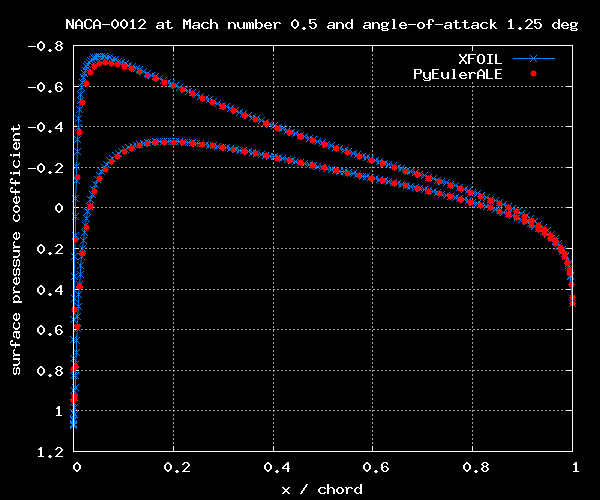 NACA-0012 at Mach number 0.5 and angle-of-attack 1.25 deg
XFOIL
PyEulerALE
surface pressure coefficient
-0.8
-0.6
-0.4
-0.2
0
0.2
0.4
0.6
0.8
1
1.2
0 0.2 0.4 0.6 0.8 1
x / chord